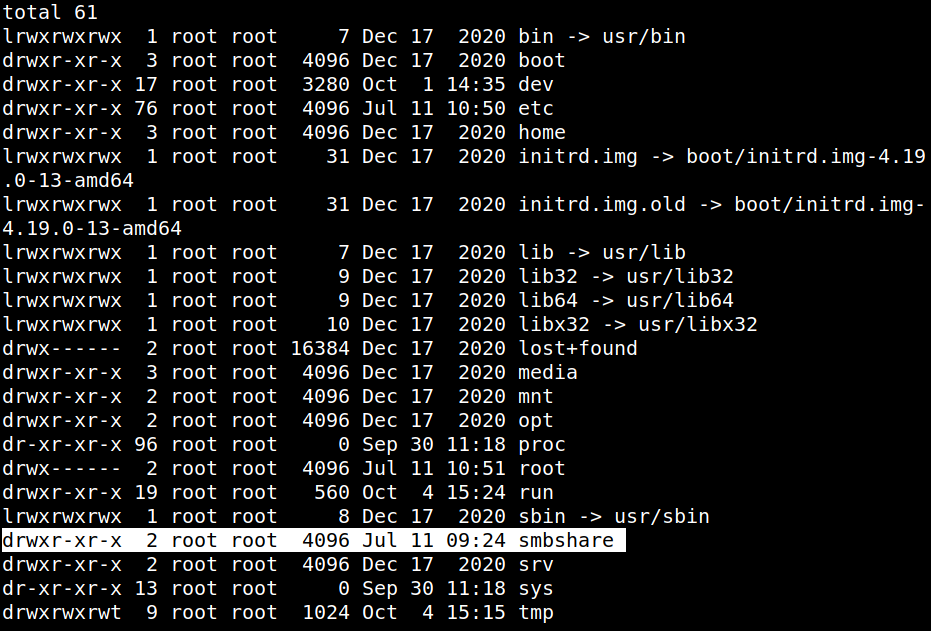 total 61
lrwxrwxrwx  1 root root     7 Dec 17  2020 bin -> usr/bin
drwxr-xr-x  3 root root  4096 Dec 17  2020 boot
drwxr-xr-x 17 root root  3280 Oct  1 14:35 dev
drwxr-xr-x 76 root root  4096 Jul 11 10:50 etc
drwxr-xr-x  3 root root  4096 Dec 17  2020 home
lrwxrwxrwx  1 root root    31 Dec 17  2020 initrd.img -> boot/initrd.img-4.19
.0-13-amd64
lrwxrwxrwx  1 root root    31 Dec 17  2020 initrd.img.old -> boot/initrd.img-
4.19.0-13-amd64
lrwxrwxrwx  1 root root     7 Dec 17  2020 lib -> usr/lib
lrwxrwxrwx  1 root root     9 Dec 17  2020 lib32 -> usr/lib32
lrwxrwxrwx  1 root root     9 Dec 17  2020 lib64 -> usr/lib64
lrwxrwxrwx  1 root root    10 Dec 17  2020 libx32 -> usr/libx32
drwx------  2 root root 16384 Dec 17  2020 lost+found
drwxr-xr-x  3 root root  4096 Dec 17  2020 media
drwxr-xr-x  2 root root  4096 Dec 17  2020 mnt
drwxr-xr-x  2 root root  4096 Dec 17  2020 opt
dr-xr-xr-x 96 root root     0 Sep 30 11:18 proc
drwx------  2 root root  4096 Jul 11 10:51 root
drwxr-xr-x 19 root root   560 Oct  4 15:24 run
lrwxrwxrwx  1 root root     8 Dec 17  2020 sbin -> usr/sbin
drwxr-xr-x  2 root root  4096 Jul 11 09:24 smbshare
drwxr-xr-x  2 root root  4096 Dec 17  2020 srv
dr-xr-xr-x 13 root root     0 Sep 30 11:18 sys
drwxrwxrwt  9 root root  1024 Oct  4 15:15 tmp